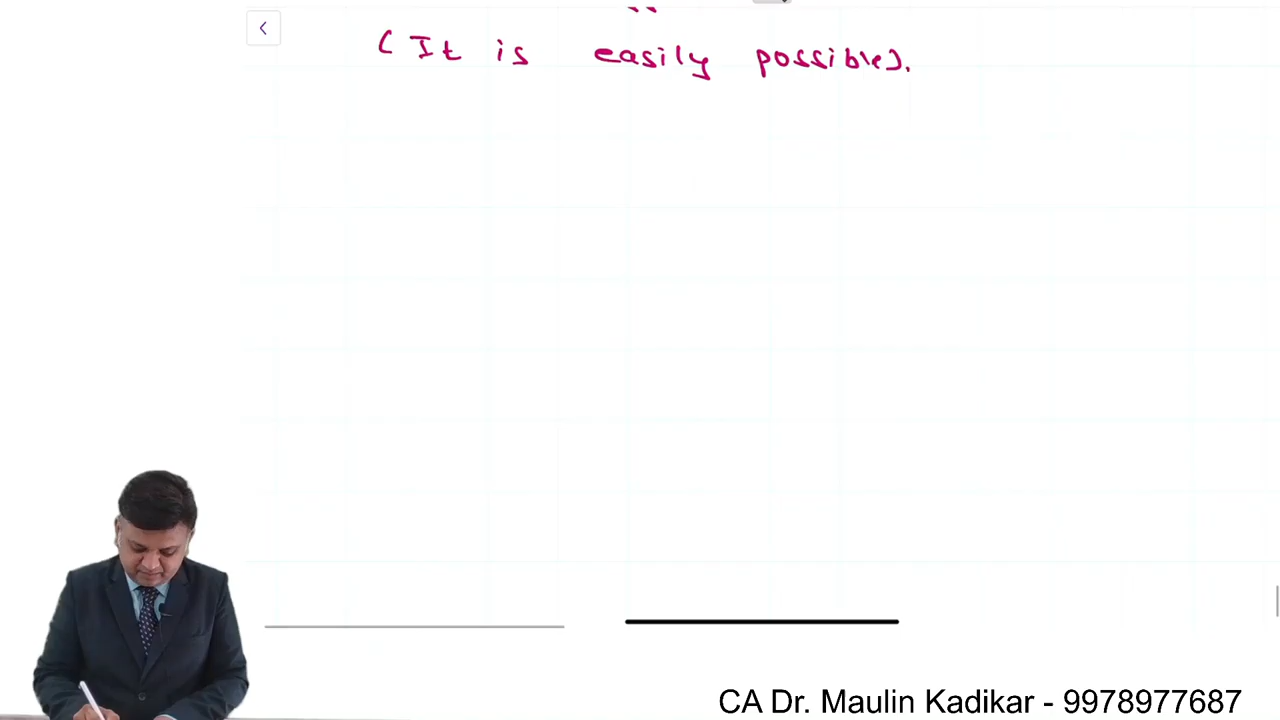 (It is easily possible).
CA Dr. Maulin Kadikar - 9978977687